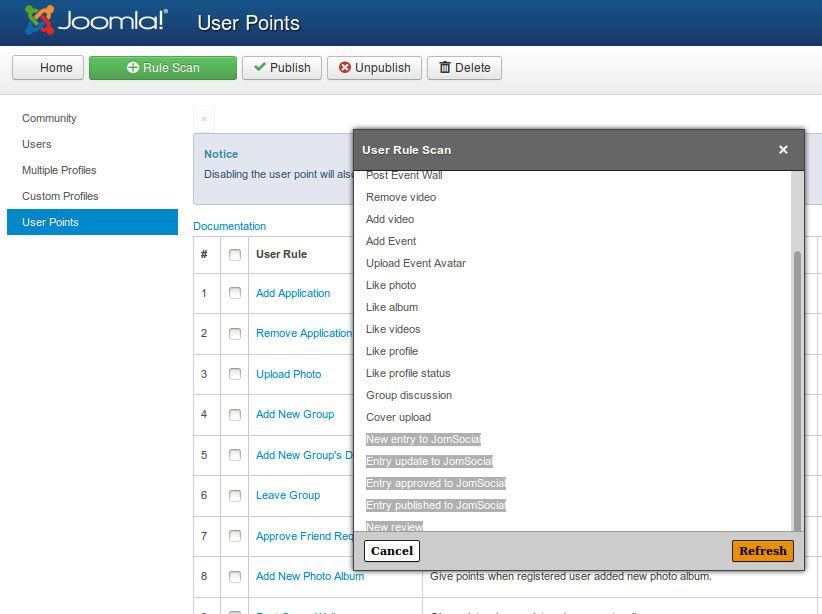 Joomla!® User Points
Home Rule Scan Publish Unpublish Delete
Community
Users
Multiple Profiles
Custom Profiles
User Points
×
Notice
Disabling the user point will also
Documentation
# User Rule
1 Add Application
2 Remove Application
3 Upload Photo
4 Add New Group
5 Add New Group's D
6 Leave Group
7 Approve Friend Req
8 Add New Photo Album Give points when registered user added new photo album.
User Rule Scan ×
Post Event Wall
Remove video
Add video
Add Event
Upload Event Avatar
Like photo
Like album
Like videos
Like profile
Like profile status
Group discussion
Cover upload
New entry to JomSocial
Entry update to JomSocial
Entry approved to JomSocial
Entry published to JomSocial
New review
Cancel Refresh